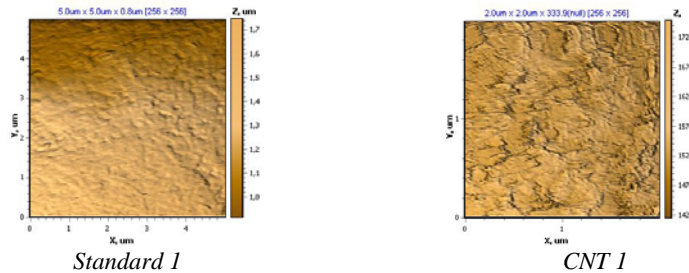 5.0um x 5.0um x 0.8um [256 x 256]
Z, um
1,7
1,6
1,5
1,4
1,3
1,2
1,1
1,0
Y, um
4
3
2
1
0
0 1 2 3 4
X, um
Standard 1
2.0um x 2.0um x 333.9(null) [256 x 256]
Z,
172
167
162
157
152
147
142
Y, um
1
0
0 1
X, um
CNT 1